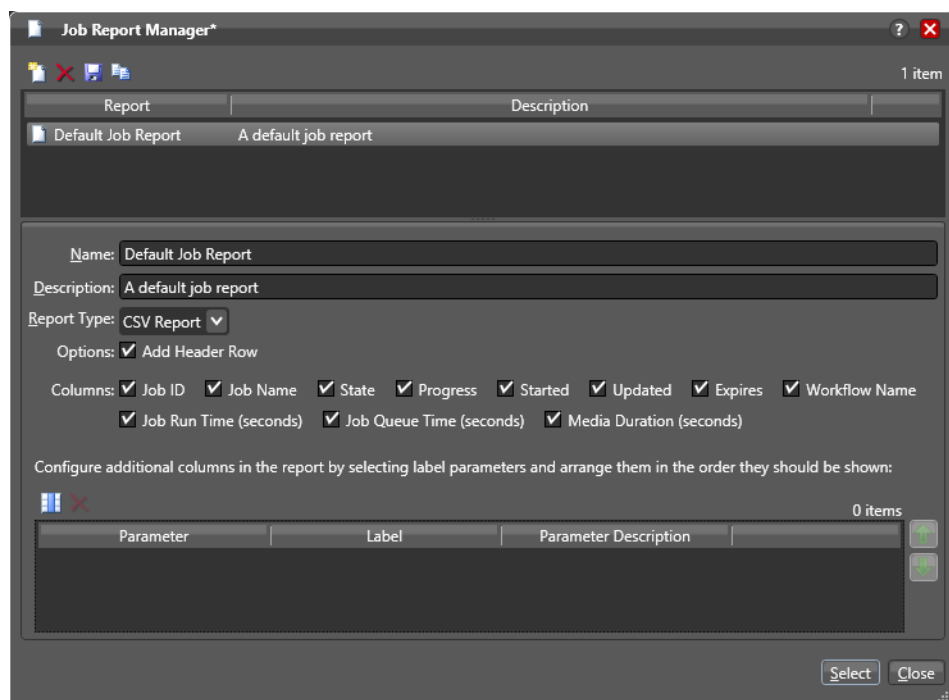 Job Report Manager*
?
1 item
Report Description
Default Job Report A default job report
Name: Default Job Report
Description: A default job report
Report Type: CSV Report
Options: Add Header Row
Columns: Job ID Job Name State Progress Started Updated Expires Workflow Name
Job Run Time (seconds) Job Queue Time (seconds) Media Duration (seconds)
Configure additional columns in the report by selecting label parameters and arrange them in the order they should be shown:
0 items
Parameter Label Parameter Description
Select Close